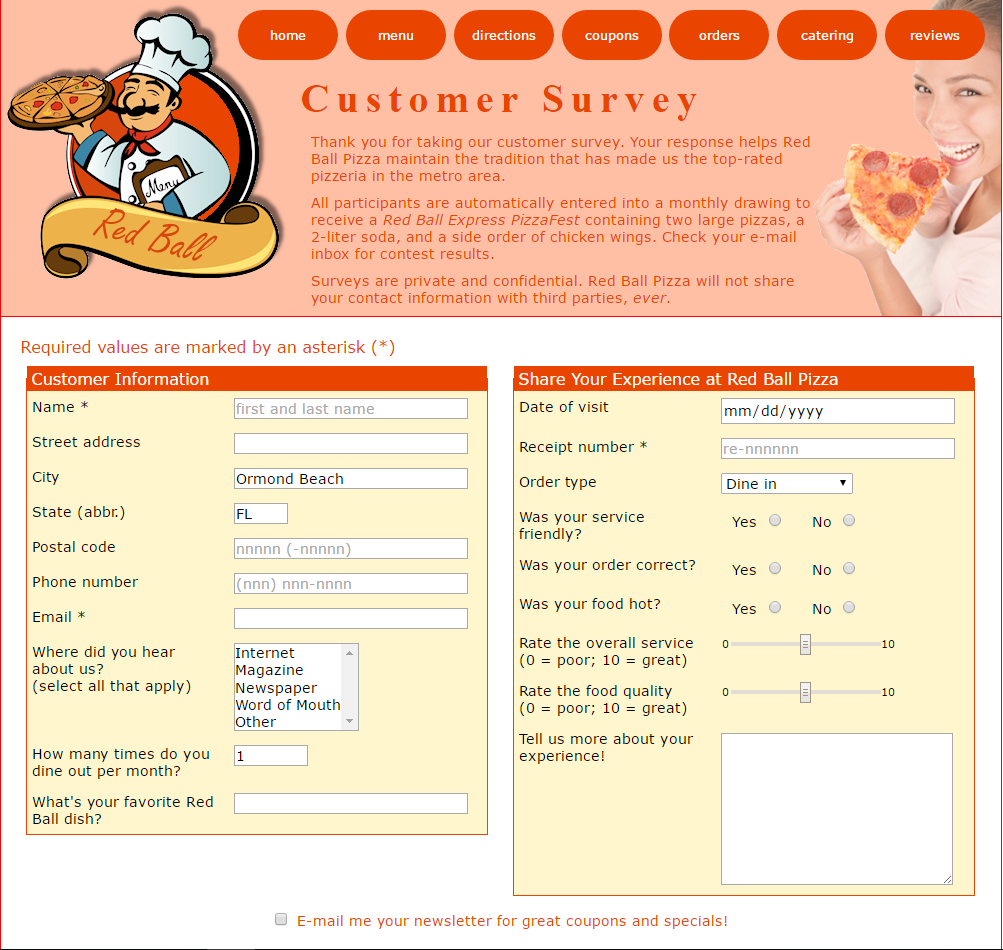 home
menu
directions
coupons
orders
catering
reviews
Menu
Red Ball
Customer Survey
Thank you for taking our customer survey. Your response helps Red
Ball Pizza maintain the tradition that has made us the top-rated
pizzeria in the metro area.
All participants are automatically entered into a monthly drawing to
receive a Red Ball Express PizzaFest containing two large pizzas, a
2-liter soda, and a side order of chicken wings. Check your e-mail
inbox for contest results.
Surveys are private and confidential. Red Ball Pizza will not share
your contact information with third parties, ever.
Required values are marked by an asterisk (*)
Customer Information
Name *
first and last name
Street address
City
Ormond Beach
State (abbr.)
FL
Postal code
nnnnn (-nnnnn)
Phone number
(nnn) nnn-nnnn
Email *
Where did you hear
about us?
(select all that apply)
Internet
Magazine
Newspaper
Word of Mouth
Other
How many times do you
dine out per month?
1
What's your favorite Red
Ball dish?
Share Your Experience at Red Ball Pizza
Date of visit
mm/dd/yyyy
Receipt number *
re-nnnnnn
Order type
Dine in
Was your service
friendly?
Yes
No
Was your order correct?
Yes
No
Was your food hot?
Yes
No
Rate the overall service
(0 = poor; 10 = great)
0
10
Rate the food quality
(0 = poor; 10 = great)
0
10
Tell us more about your
experience!
E-mail me your newsletter for great coupons and specials!